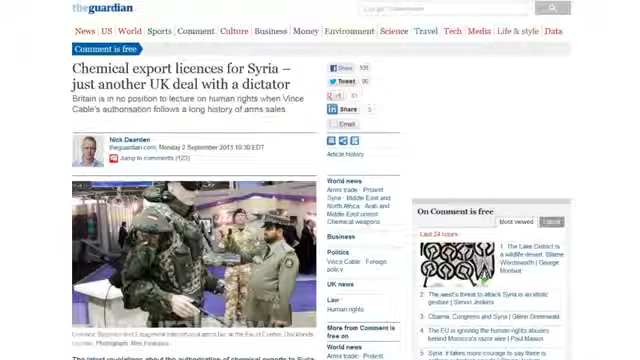 theguardian
News US World Sports Comment Culture Business Money Environment Science Travel Tech Media Life & style Data
Comment is free
Chemical export licences for Syria –
just another UK deal with a dictator
Britain is in no position to lecture on human rights when Vince
Cable's authorisation follows a long history of arms sales
Nick Dearden
theguardian.com, Monday 2 September 2013 10.30 EDT
Jump to comments (123)
Share
Tweet
Share
Email
Article history
World news
Arms trade · Protest
Syria · Middle East and
North Africa · Arab and
Middle East unrest
Chemical weapons
Business
Politics
Vince Cable · Foreign
policy
UK news
Law
Human rights
More from Comment is
free on
World news
Arms trade · Protest
On Comment is free
Most viewed Latest
Last 24 hours
1. The Lake District is
a wildlife desert. Blame
Wordsworth | George
Monbiot
2. The west's threat to attack Syria is an idiotic
gesture | Simon Jenkins
3. Obama, Congress and Syria | Glenn Greenwald
4. The EU is ignoring the human rights abuses
behind Morocco's razor wire | Paul Mason
5. Syria: it takes more courage to say there is